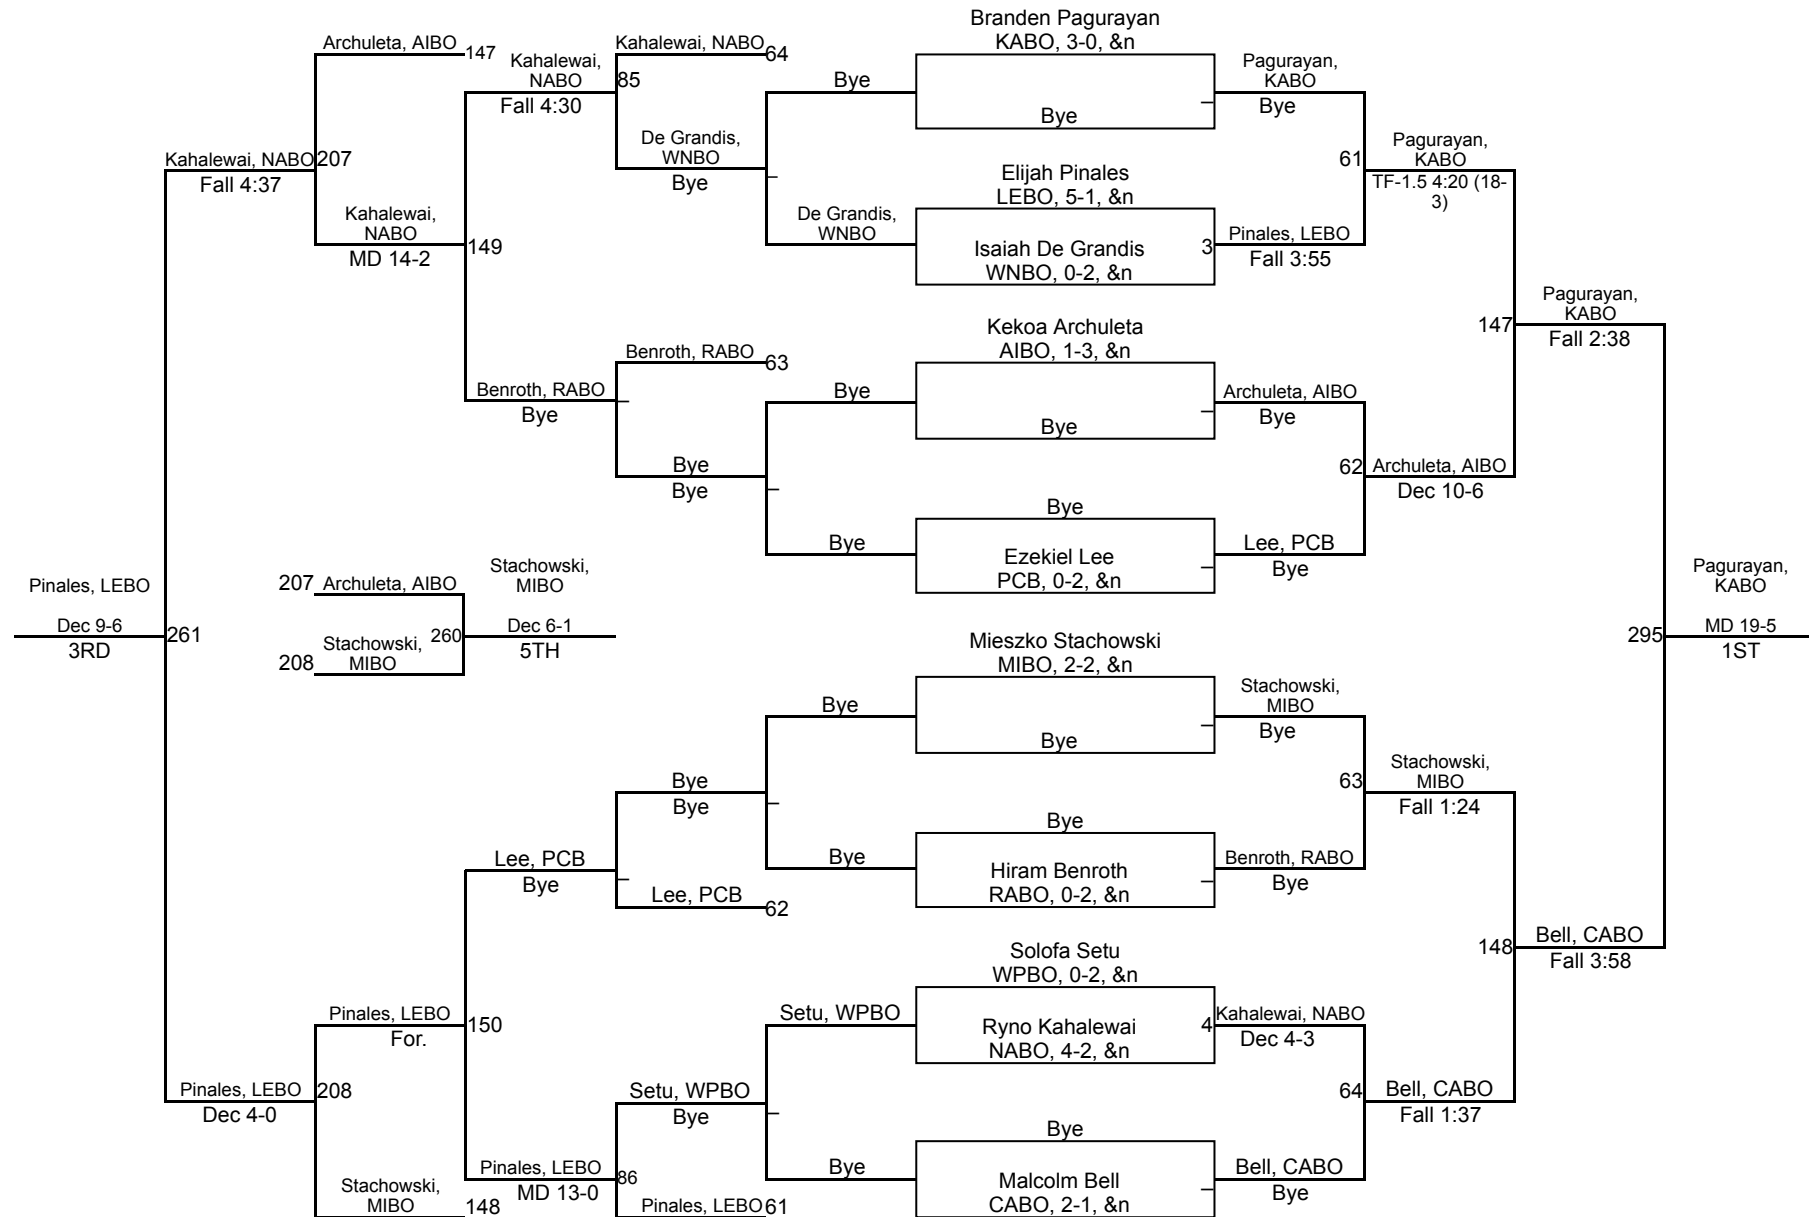 Branden Pagurayan
KABO, 3-0, &n
Bye
Elijah Pinales
LEBO, 5-1, &n
Isaiah De Grandis
WNBO, 0-2, &n
3
Kekoa Archuleta
AIBO, 1-3, &n
Bye
Bye
Ezekiel Lee
PCB, 0-2, &n
Mieszko Stachowski
MIBO, 2-2, &n
Bye
Bye
Hiram Benroth
RABO, 0-2, &n
Solofa Setu
WPBO, 0-2, &n
Ryno Kahalewai
NABO, 4-2, &n
4
Bye
Malcolm Bell
CABO, 2-1, &n
Pagurayan,
KABO
Bye
Pinales, LEBO
Fall 3:55
Archuleta, AIBO
Bye
Lee, PCB
Bye
Stachowski,
MIBO
Bye
Benroth, RABO
Bye
Kahalewai, NABO
Dec 4-3
Bell, CABO
Bye
61
Pagurayan,
KABO
TF-1.5 4:20 (18-
3)
62
Archuleta, AIBO
Dec 10-6
63
Stachowski,
MIBO
Fall 1:24
64
Bell, CABO
Fall 1:37
147
Pagurayan,
KABO
Fall 2:38
148
Bell, CABO
Fall 3:58
295
Pagurayan,
KABO
MD 19-5
1ST
Bye
De Grandis,
WNBO
Bye
Bye
Bye
Bye
Setu, WPBO
Bye
Kahalewai, NABO
64
De Grandis,
WNBO
Bye
Benroth, RABO
63
Bye
Bye
Bye
Bye
Lee, PCB
62
Setu, WPBO
Bye
Pinales, LEBO
61
Kahalewai,
NABO
85
Fall 4:30
Benroth, RABO
Bye
Lee, PCB
Bye
Pinales, LEBO
86
MD 13-0
Archuleta, AIBO
147
Kahalewai,
NABO
149
MD 14-2
Pinales, LEBO
150
For.
Stachowski,
MIBO
148
Kahalewai, NABO
207
Fall 4:37
Pinales, LEBO
208
Dec 4-0
Pinales, LEBO
Dec 9-6
261
3RD
207
Archuleta, AIBO
208
Stachowski,
MIBO
260
Stachowski,
MIBO
Dec 6-1
5TH